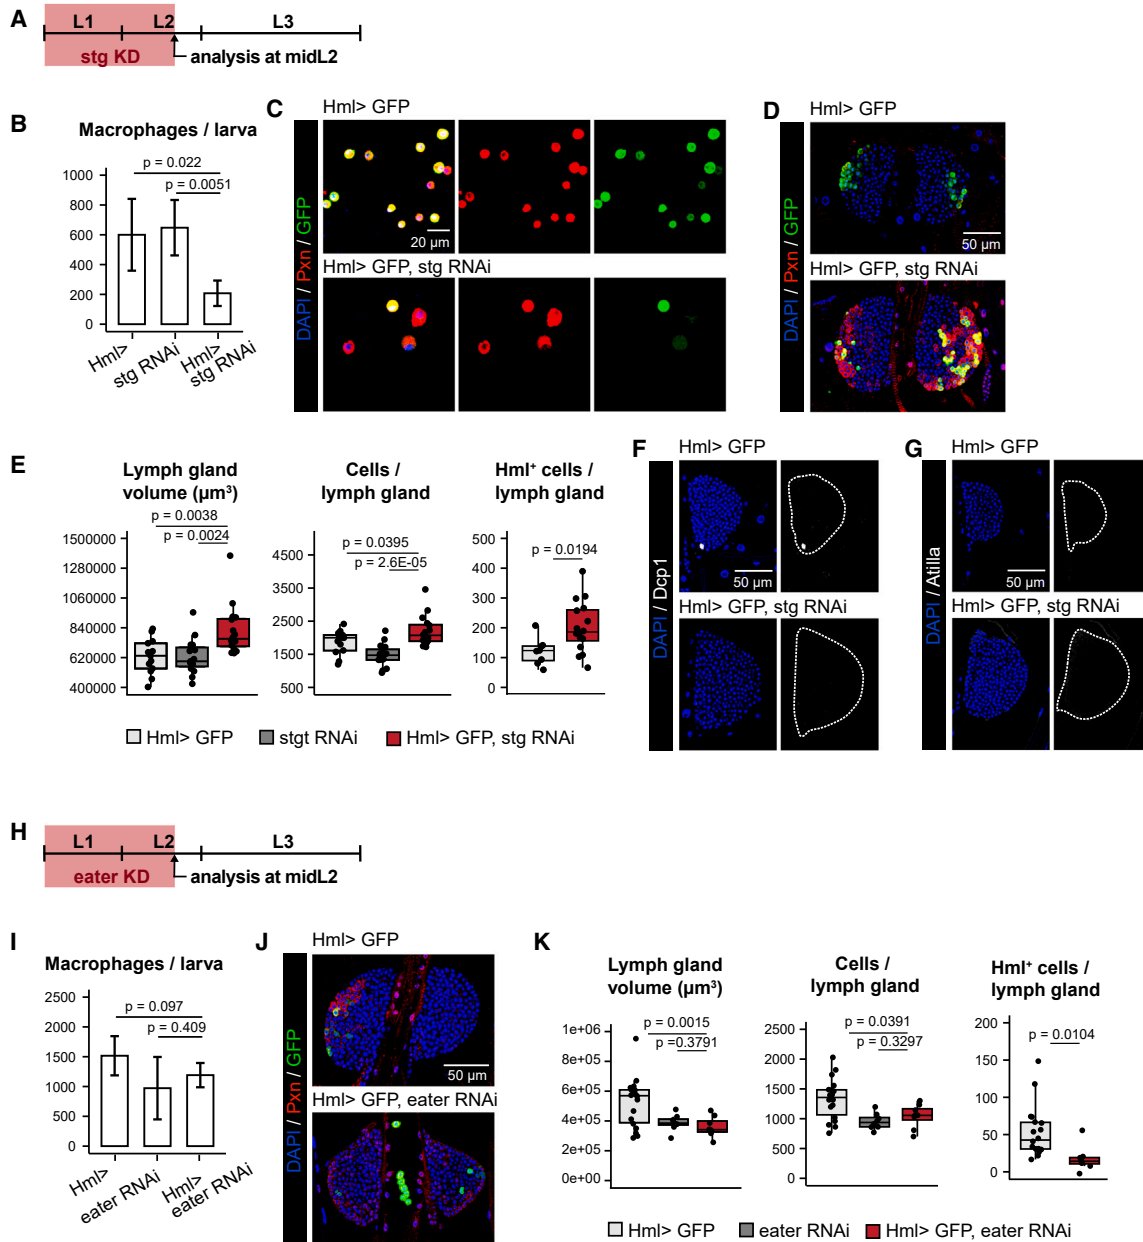 A
L1 L2 L3
stg KD
analysis at midL2
B
Macrophages / larva
p = 0.022
p = 0.0051
1000
800
600
400
200
0
Hml>
stg RNAi
Hml>
stg RNAi
C
Hml> GFP
20 µm
Hml> GFP, stg RNAi
DAPI / Pxn / GFP
D
Hml> GFP
50 µm
Hml> GFP, stg RNAi
DAPI / Pxn / GFP
E
Lymph gland
volume (µm³)
p = 0.0038
p = 0.0024
1500000
1280000
1060000
840000
620000
400000
Cells /
lymph gland
p = 0.0395
p = 2.6E-05
4500
3500
2500
1500
500
Hml⁺ cells /
lymph gland
p = 0.0194
500
400
300
200
100
0
Hml> GFP
stgt RNAi
Hml> GFP, stg RNAi
F
Hml> GFP
50 µm
Hml> GFP, stg RNAi
DAPI / Dcp1
G
Hml> GFP
50 µm
Hml> GFP, stg RNAi
DAPI / Atilla
H
L1 L2 L3
eater KD
analysis at midL2
I
Macrophages / larva
p = 0.097
p = 0.409
2500
2000
1500
1000
500
0
Hml>
eater RNAi
Hml>
eater RNAi
J
Hml> GFP
50 µm
Hml> GFP, eater RNAi
DAPI / Pxn / GFP
K
Lymph gland
volume (µm³)
p = 0.0015
p =0.3791
1e+06
8e+05
6e+05
4e+05
2e+05
0e+00
Cells /
lymph gland
p = 0.0391
p = 0.3297
2500
2000
1500
1000
500
0
Hml⁺ cells /
lymph gland
p = 0.0104
200
150
100
50
0
Hml> GFP
eater RNAi
Hml> GFP, eater RNAi